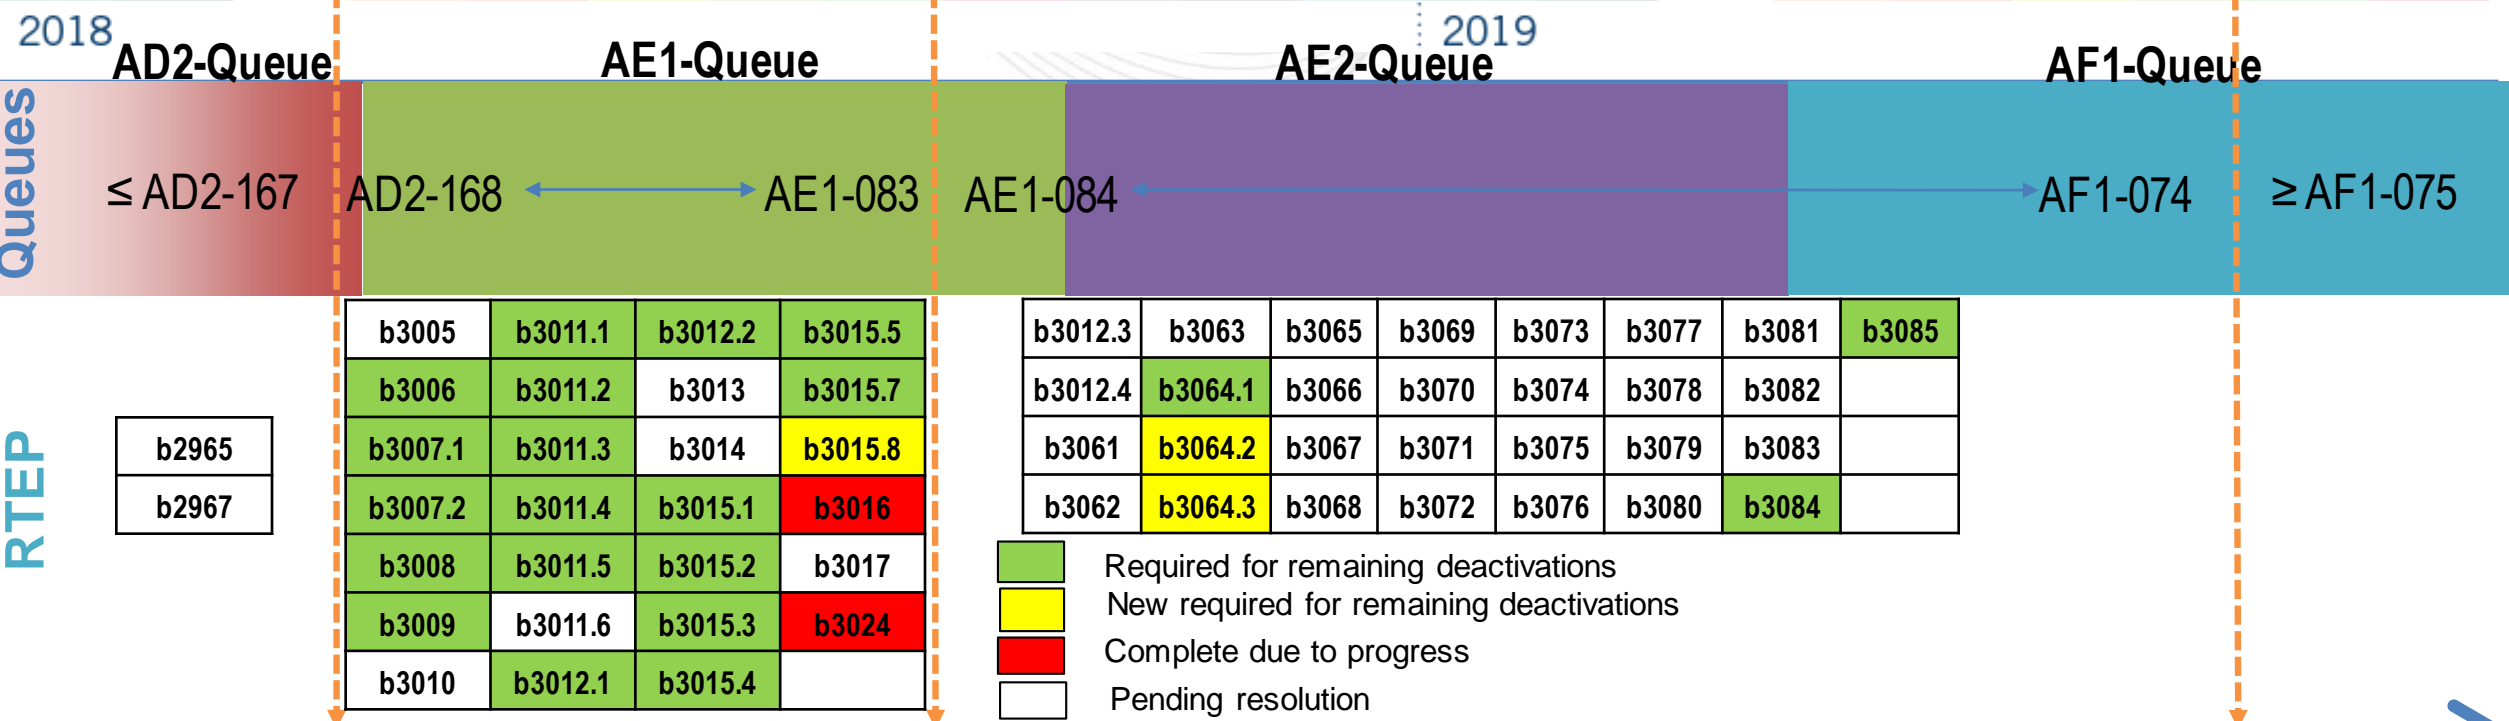 2018
2019
AD2-Queue
AE1-Queue
AE2-Queue
AF1-Queue
Queues
≤ AD2-167
AD2-168
AE1-083
AE1-084
AF1-074
≥ AF1-075
RTEP
b2965
b2967
b3005 b3011.1 b3012.2 b3015.5
b3006 b3011.2 b3013 b3015.7
b3007.1 b3011.3 b3014 b3015.8
b3007.2 b3011.4 b3015.1 b3016
b3008 b3011.5 b3015.2 b3017
b3009 b3011.6 b3015.3 b3024
b3010 b3012.1 b3015.4
b3012.3 b3063 b3065 b3069 b3073 b3077 b3081 b3085
b3012.4 b3064.1 b3066 b3070 b3074 b3078 b3082
b3061 b3064.2 b3067 b3071 b3075 b3079 b3083
b3062 b3064.3 b3068 b3072 b3076 b3080 b3084
Required for remaining deactivations
New required for remaining deactivations
Complete due to progress
Pending resolution